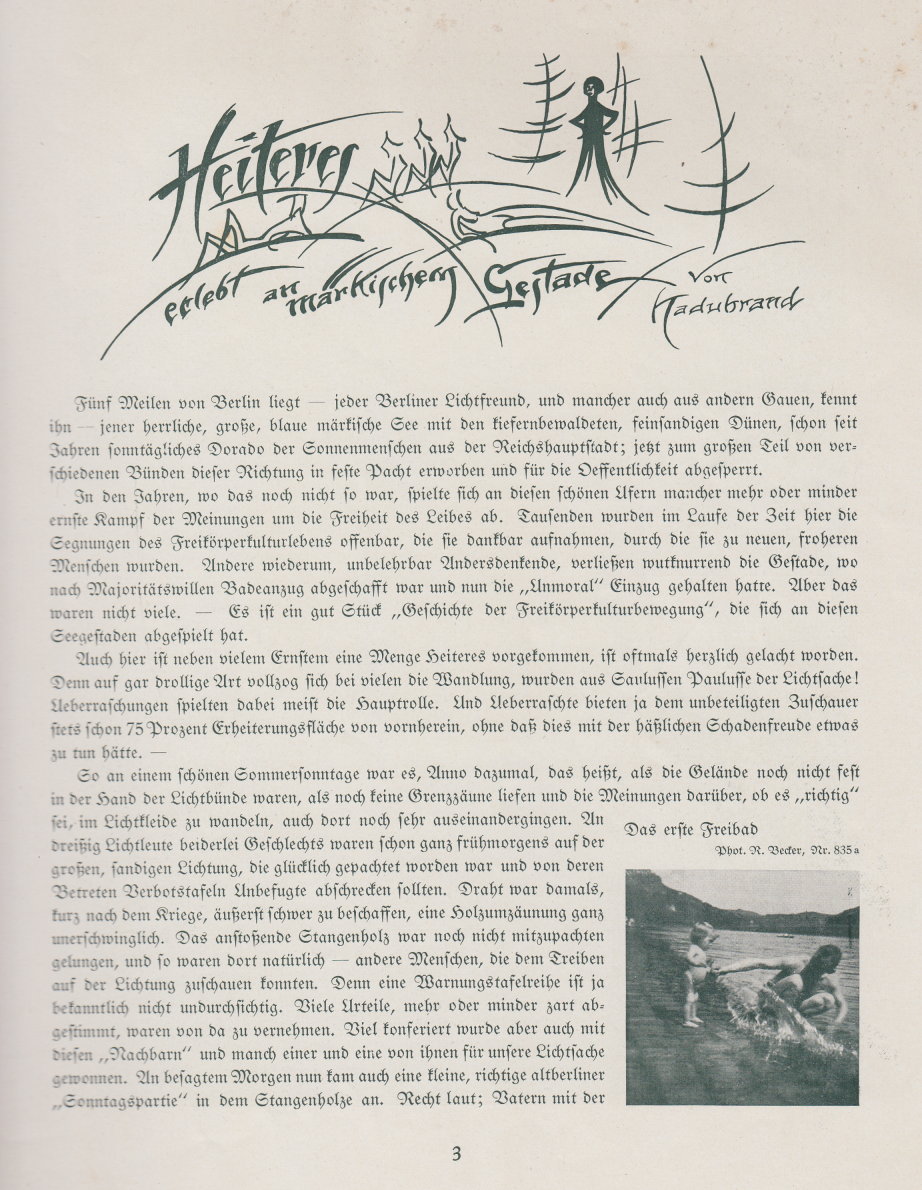 Heiteres
erlebt an märkischem Gestade von
Hadubrand
Fünf Meilen von Berlin liegt — jeder Berliner Lichtfreund, und mancher auch aus andern Gauen, kennt
ihn — jener herrliche, große, blaue märkische See mit den kiefernbewaldeten, feinsandigen Dünen, schon seit
Jahren sonntägliches Dorado der Sonnenmenschen aus der Reichshauptstadt; jetzt zum großen Teil von ver-
schiedenen Bünden dieser Richtung in feste Pacht erworben und für die Oeffentlichkeit abgesperrt.
In den Jahren, wo das noch nicht so war, spielte sich an diesen schönen Ufern mancher mehr oder minder
ernste Kampf der Meinungen um die Freiheit des Leibes ab. Tausenden wurden im Laufe der Zeit hier die
Segnungen des Freikörperkulturlebens offenbar, die sie dankbar aufnahmen, durch die sie zu neuen, froheren
Menschen wurden. Andere wiederum, unbelehrbar Andersdenkende, verließen wutknurrend die Gestade, wo
nach Majoritätswillen Badeanzug abgeschafft war und nun die „Unmoral“ Einzug gehalten hatte. Aber das
waren nicht viele. — Es ist ein gut Stück „Geschichte der Freikörperkulturbewegung“, die sich an diesen
Seegestaden abgespielt hat.
Auch hier ist neben vielem Ernstem eine Menge Heiteres vorgekommen, ist oftmals herzlich gelacht worden.
Denn auf gar drollige Art vollzog sich bei vielen die Wandlung, wurden aus Saulussen Paulusse der Lichtsache!
Ueberraschungen spielten dabei meist die Hauptrolle. Und Ueberraschte bieten ja dem unbeteiligten Zuschauer
stets schon 75 Prozent Erheiterungsfläche von vornherein, ohne daß dies mit der häßlichen Schadenfreude etwas
zu tun hätte. —
So an einem schönen Sommersonntage war es, Anno dazumal, das heißt, als die Gelände noch nicht fest
in der Hand der Lichtbünde waren, als noch keine Grenzzäune liefen und die Meinungen darüber, ob es „richtig“
sei, im Lichtkleide zu wandeln, auch dort noch sehr auseinandergingen. An
dreißig Lichtleute beiderlei Geschlechts waren schon ganz frühmorgens auf der
großen, sandigen Lichtung, die glücklich gepachtet worden war und von deren
Betreten Verbotstafeln Unbefugte abschrecken sollten. Draht war damals,
kurz nach dem Kriege, äußerst schwer zu beschaffen, eine Holzumzäunung ganz
unerschwinglich. Das anstoßende Stangenholz war noch nicht mitzupachten
gelungen, und so waren dort natürlich — andere Menschen, die dem Treiben
auf der Lichtung zuschauen konnten. Denn eine Warnungstafelreihe ist ja
bekanntlich nicht undurchsichtig. Viele Urteile, mehr oder minder zart ab-
gestimmt, waren von da zu vernehmen. Viel konferiert wurde aber auch mit
diesen „Nachbarn“ und manch einer und eine von ihnen für unsere Lichtsache
gewonnen. An besagtem Morgen nun kam auch eine kleine, richtige altberliner
„Sonntagspartie“ in dem Stangenholze an. Recht laut; Vatern mit der
Das erste Freibad
Phot. R. Becker, Nr. 835a
3